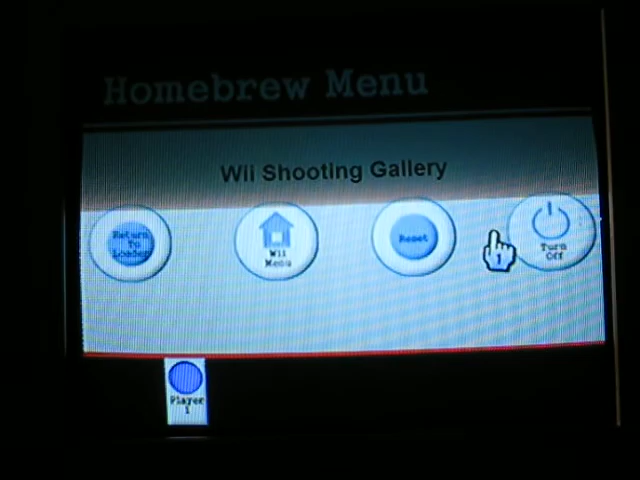 Homebrew Menu
Wii Shooting Gallery
Return
To
Loader
Wii
Menu
Reset
1
Turn
Off
Player
1